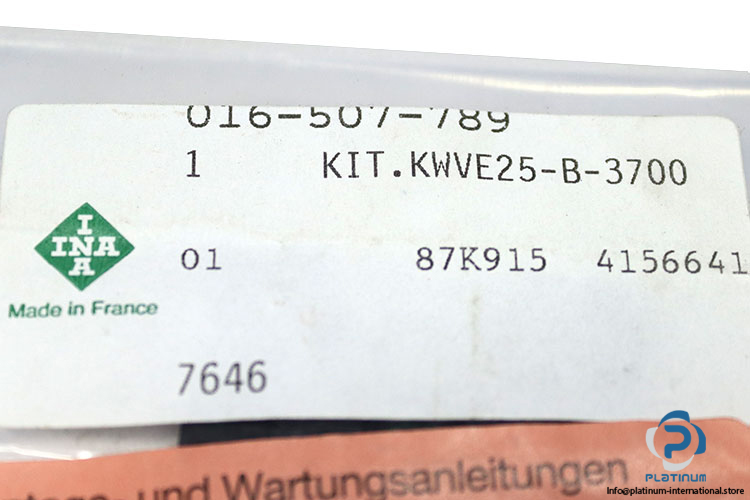 016-507-789
1 KIT.KWVE25-B-3700
INA
INA
01 87K915 4156641
Made in France
7646
und Wartungsanleitungen
PLATINUM
Info@platinum-international.store